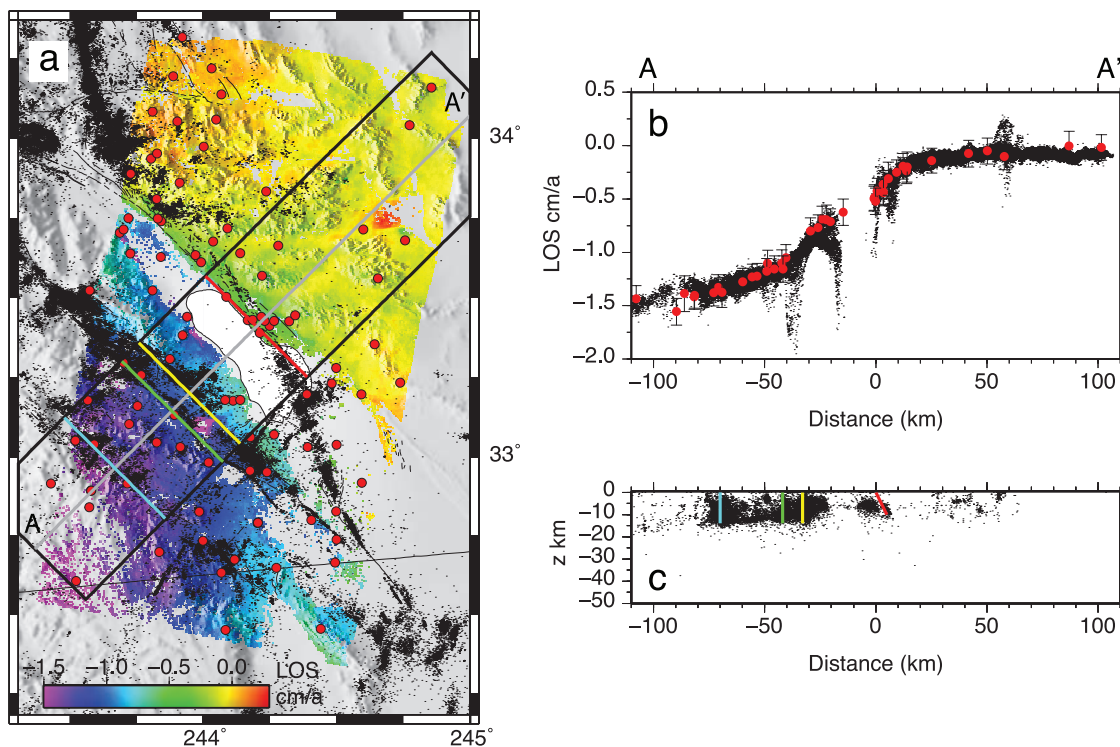 a
A'
34˚
33˚
A
−1.5 −1.0 −0.5 0.0 LOS
cm/a
244˚ 245˚
A A'
b
LOS cm/a
0.5
0.0
−0.5
−1.0
−1.5
−2.0
−100 −50 0 50 100
Distance (km)
c
z km
0
−10
−20
−30
−40
−50
−100 −50 0 50 100
Distance (km)